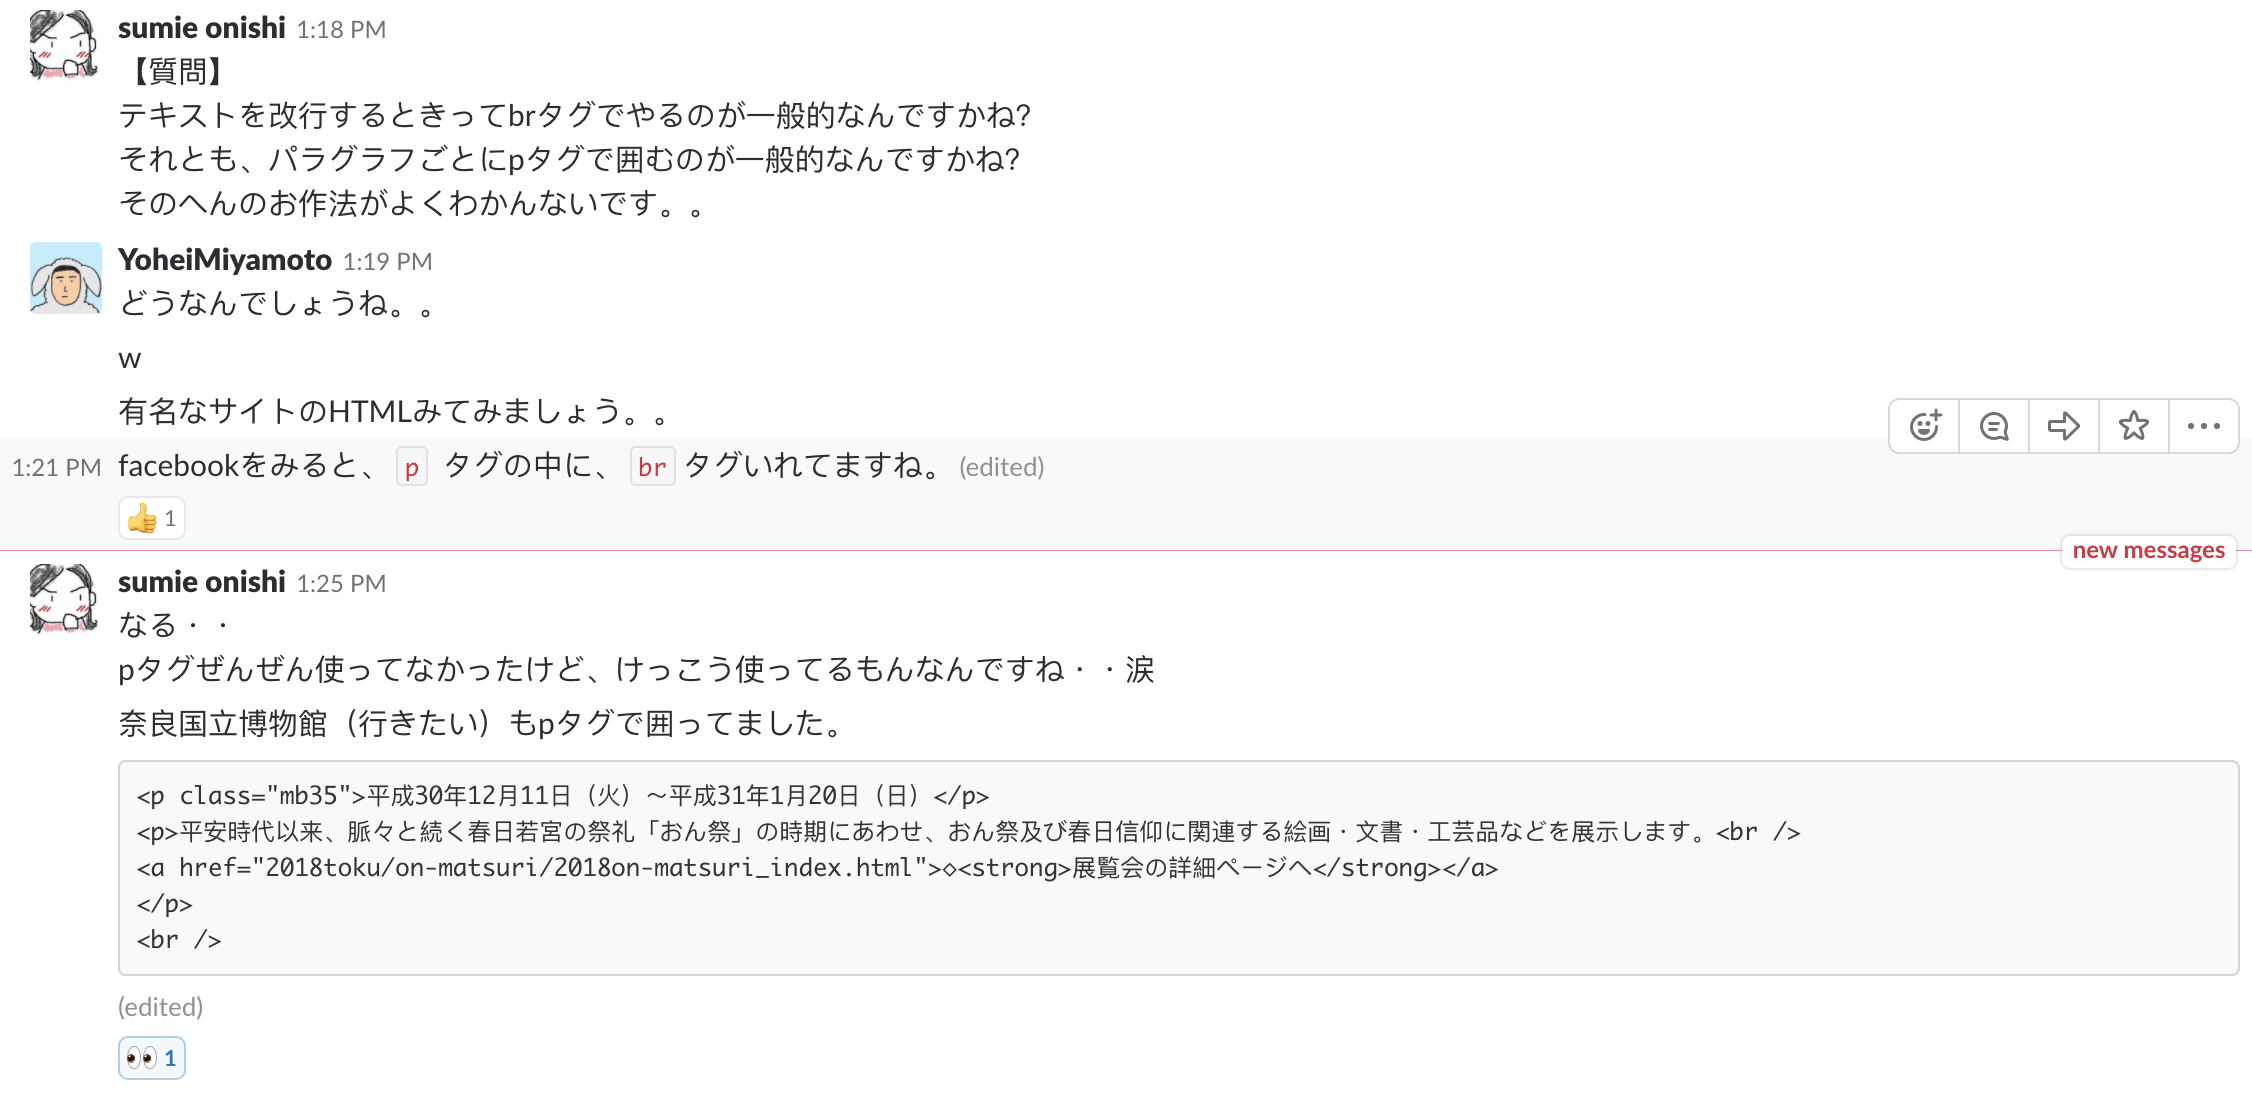 sumie onishi 1:18 PM
【質問】
テキストを改行するときってbrタグでやるのが一般的なんですかね?
それとも、パラグラフごとにpタグで囲むのが一般的なんですかね?
そのへんのお作法がよくわかんないです。。
YoheiMiyamoto 1:19 PM
どうなんでしょうね。。
w
有名なサイトのHTMLみてみましょう。。
1:21 PM facebookをみると、 p タグの中に、 br タグいれてますね。 (edited)
👍 1
new messages
sumie onishi 1:25 PM
なる・・
pタグぜんぜん使ってなかったけど、けっこう使ってるもんなんですね・・涙
奈良国立博物館（行きたい）もpタグで囲ってました。
<p class="mb35">平成30年12月11日（火）～平成31年1月20日（日）</p>
<p>平安時代以来、脈々と続く春日若宮の祭礼「おん祭」の時期にあわせ、おん祭及び春日信仰に関連する絵画・文書・工芸品などを展示します。<br />
<a href="2018toku/on-matsuri/2018on-matsuri_index.html">◇<strong>展覧会の詳細ページへ</strong></a>
</p>
<br />
(edited)
👀 1